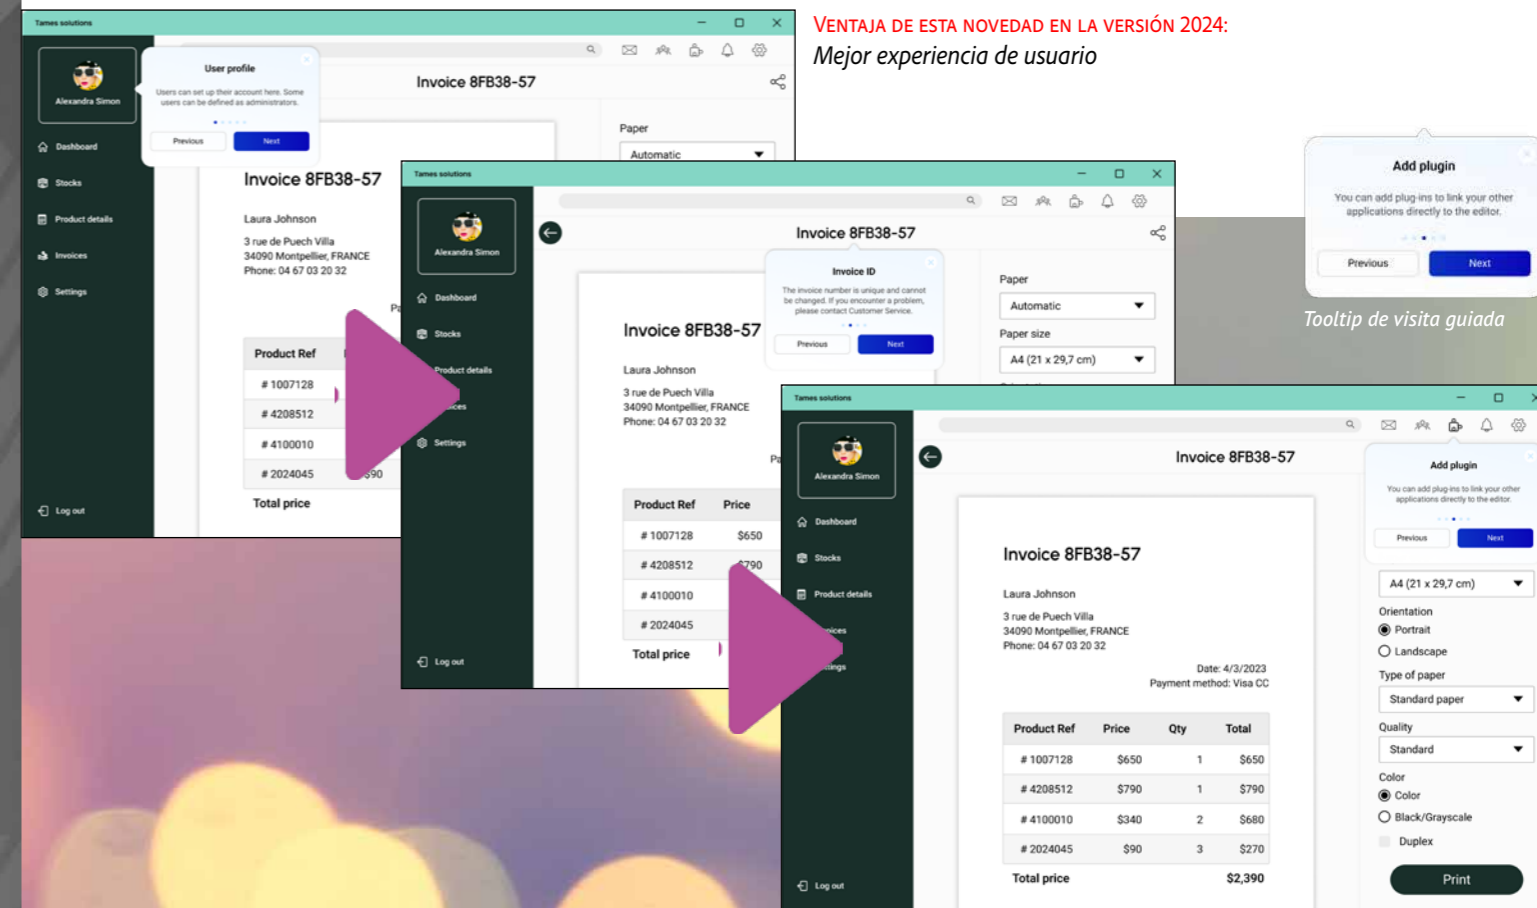 VENTAJA DE ESTA NOVEDAD EN LA VERSIÓN 2024:
Mejor experiencia de usuario
Tames solutions
Alexandra Simon
Dashboard
Stocks
Product details
Invoices
Settings
Log out
User profile
Users can set up their account here. Some
users can be defined as administrators.
Previous
Next
Invoice 8FB38-57
Paper
Automatic
Invoice 8FB38-57
Laura Johnson
3 rue de Puech Villa
34090 Montpellier, FRANCE
Phone: 04 67 03 20 32
Product Ref
# 1007128
# 4208512
# 4100010
# 2024045
$90
Total price
Tames solutions
Alexandra Simon
Dashboard
Stocks
Product details
Settings
Log out
Invoice 8FB38-57
Invoice ID
The invoice number is unique and cannot
be changed. If you encounter a problem,
please contact Customer Service.
Previous
Next
Paper
Automatic
Paper size
A4 (21 x 29,7 cm)
Invoice 8FB38-57
Laura Johnson
3 rue de Puech Villa
34090 Montpellier, FRANCE
Phone: 04 67 03 20 32
Product Ref Price
# 1007128 $650
# 4208512 $790
# 4100010
# 2024045
Total price
Add plugin
You can add plug-ins to link your other
applications directly to the editor.
Previous
Next
Tooltip de visita guiada
Tames solutions
Alexandra Simon
Dashboard
Stocks
Product details
Log out
Invoice 8FB38-57
Add plugin
You can add plug-ins to link your other
applications directly to the editor.
Previous
Next
Invoice 8FB38-57
Laura Johnson
3 rue de Puech Villa
34090 Montpellier, FRANCE
Phone: 04 67 03 20 32
Date: 4/3/2023
Payment method: Visa CC
Product Ref Price Qty Total
# 1007128 $650 1 $650
# 4208512 $790 1 $790
# 4100010 $340 2 $680
# 2024045 $90 3 $270
Total price $2,390
A4 (21 x 29,7 cm)
Orientation
Portrait
Landscape
Type of paper
Standard paper
Quality
Standard
Color
Color
Black/Grayscale
Duplex
Print